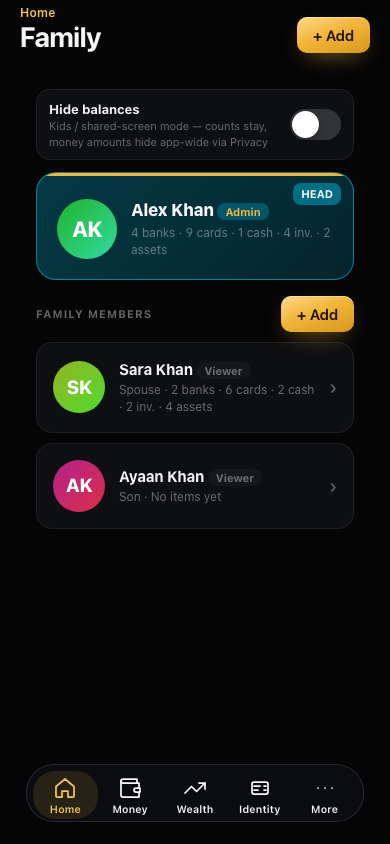 Home
Family
+ Add
Hide balances
Kids / shared-screen mode — counts stay,
money amounts hide app-wide via Privacy
HEAD
AK
Alex Khan Admin
4 banks · 9 cards · 1 cash · 4 inv. · 2
assets
FAMILY MEMBERS
+ Add
SK
Sara Khan Viewer
Spouse · 2 banks · 6 cards · 2 cash
· 2 inv. · 4 assets
›
AK
Ayaan Khan Viewer
Son · No items yet
›
Home Money Wealth Identity More